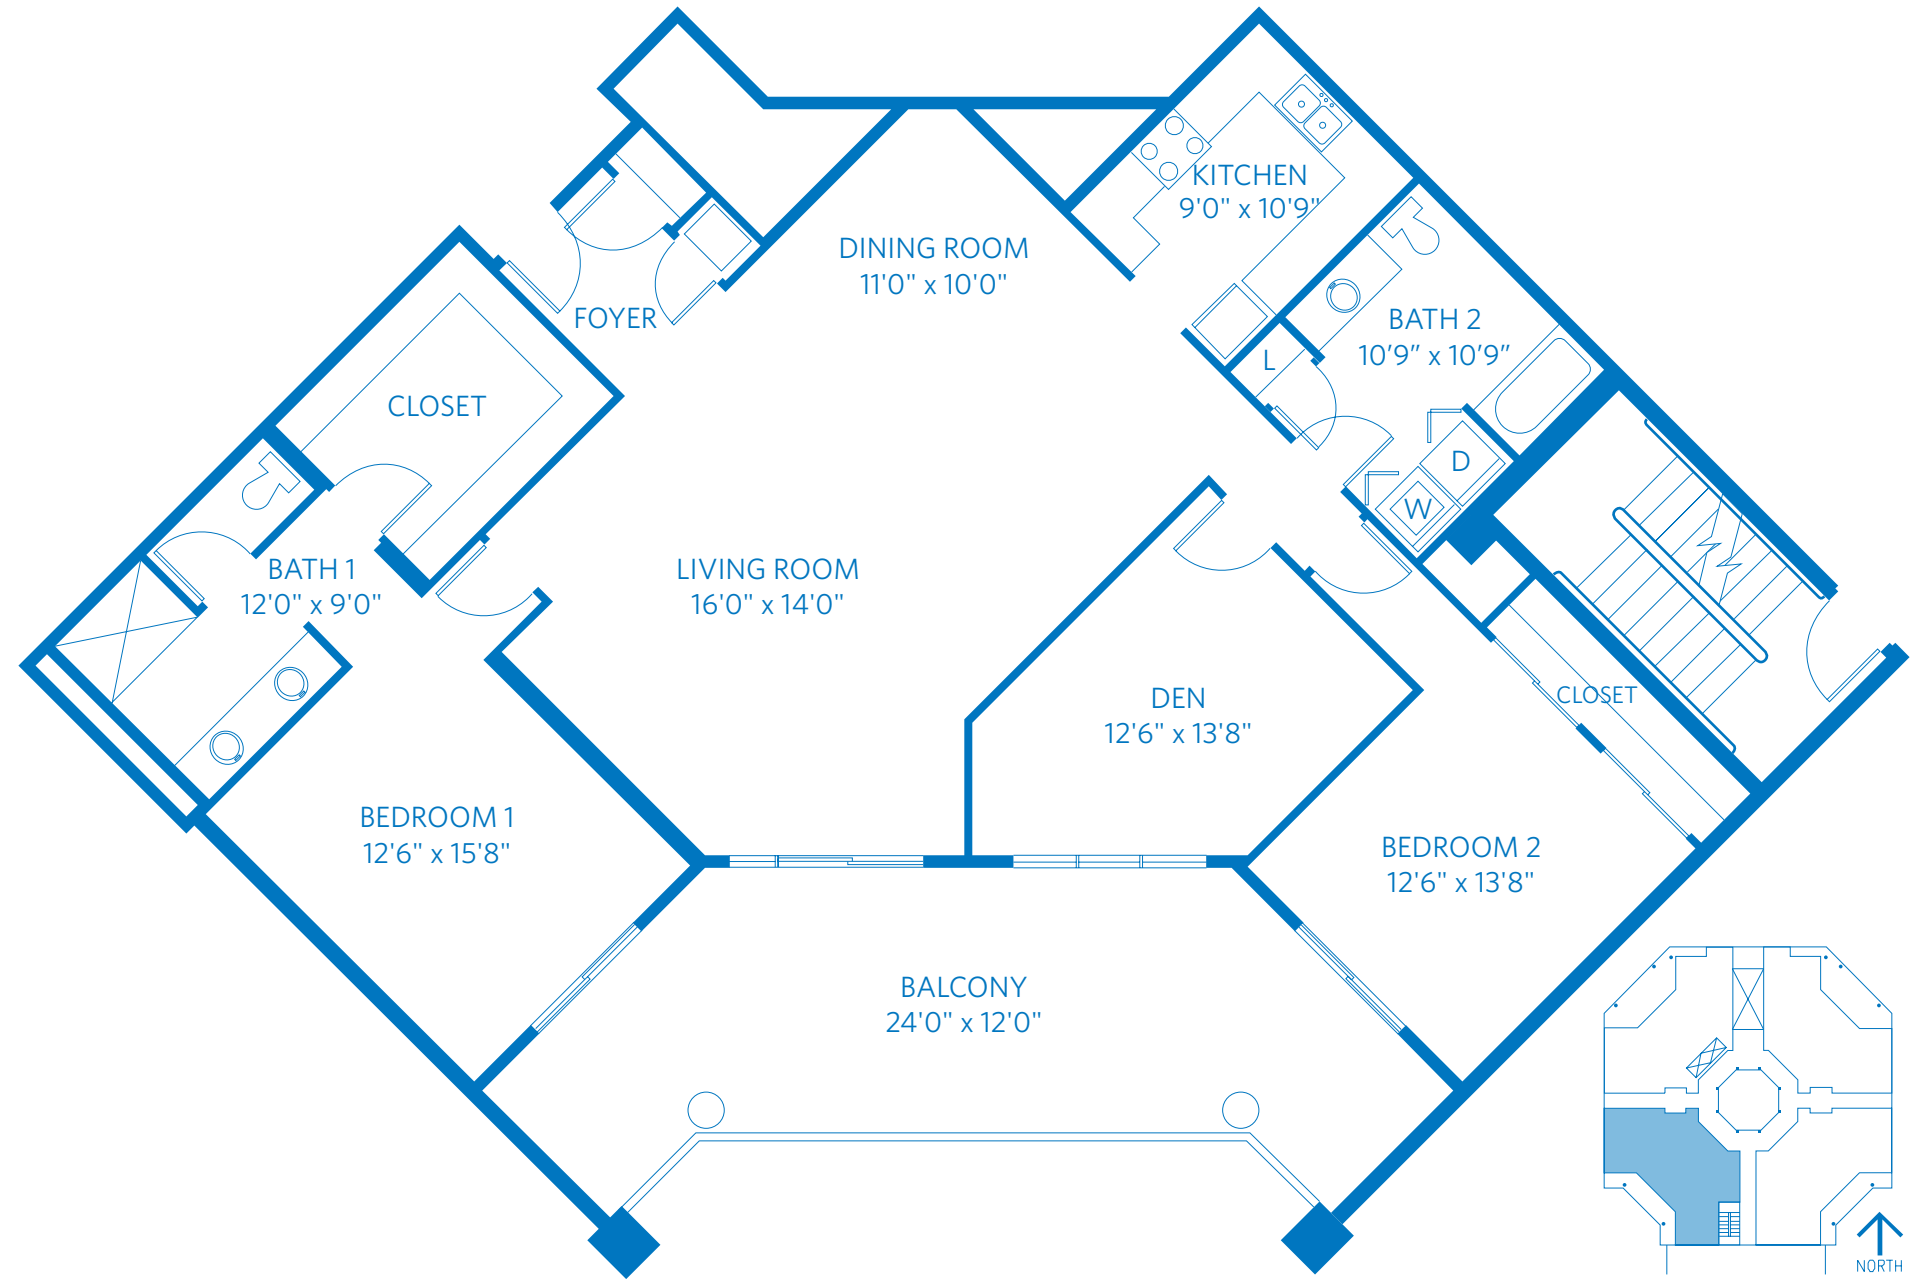 KITCHEN
9'0" x 10'9"
DINING ROOM
11'0" x 10'0"
FOYER
BATH 2
10'9" x 10'9"
L
CLOSET
D
W
BATH 1
12'0" x 9'0"
LIVING ROOM
16'0" x 14'0"
DEN
12'6" x 13'8"
CLOSET
BEDROOM 1
12'6" x 15'8"
BEDROOM 2
12'6" x 13'8"
BALCONY
24'0" x 12'0"
NORTH